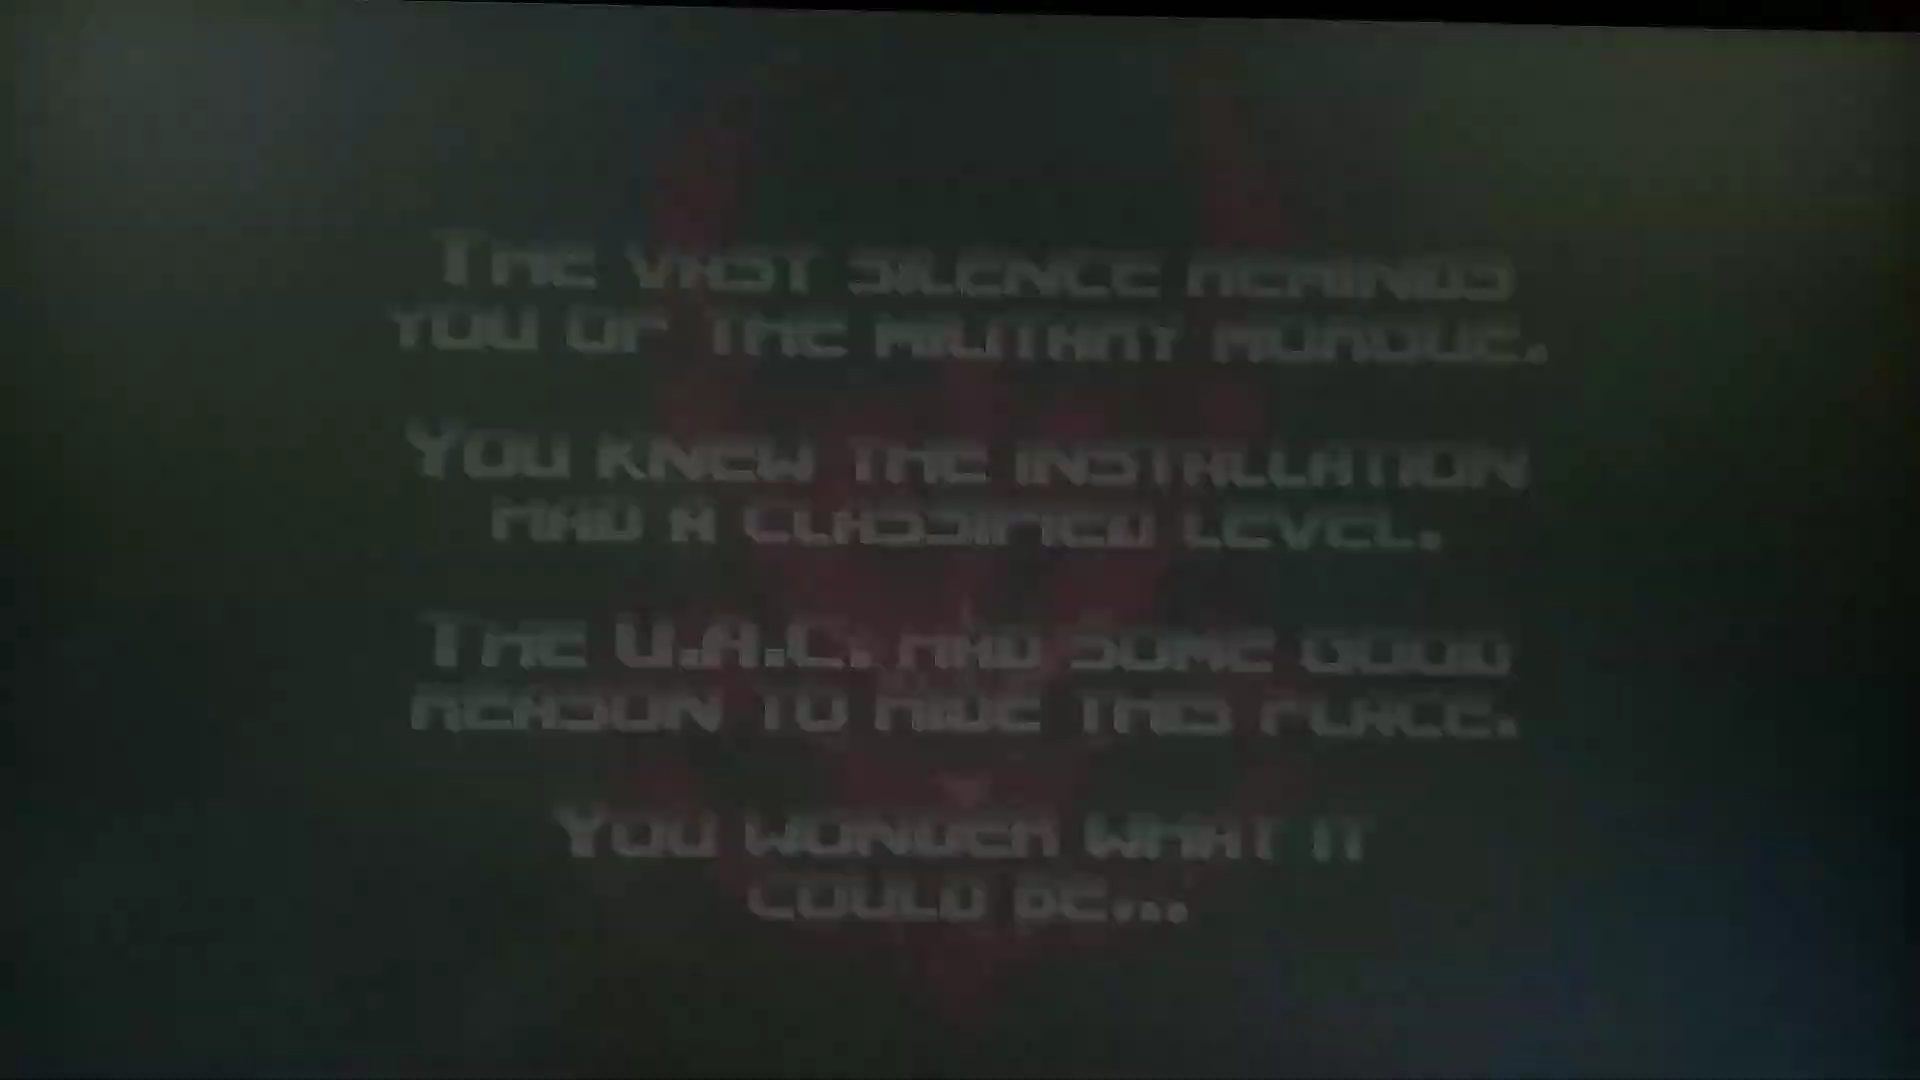 The vast silence reminds
you of the military morgue.
You knew the installation
had a classified level.
The U.A.C. had some good
reason to hide this place.
You wonder what it
could be...